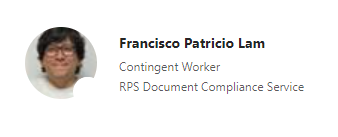 Francisco Patricio Lam
Contingent Worker
RPS Document Compliance Service